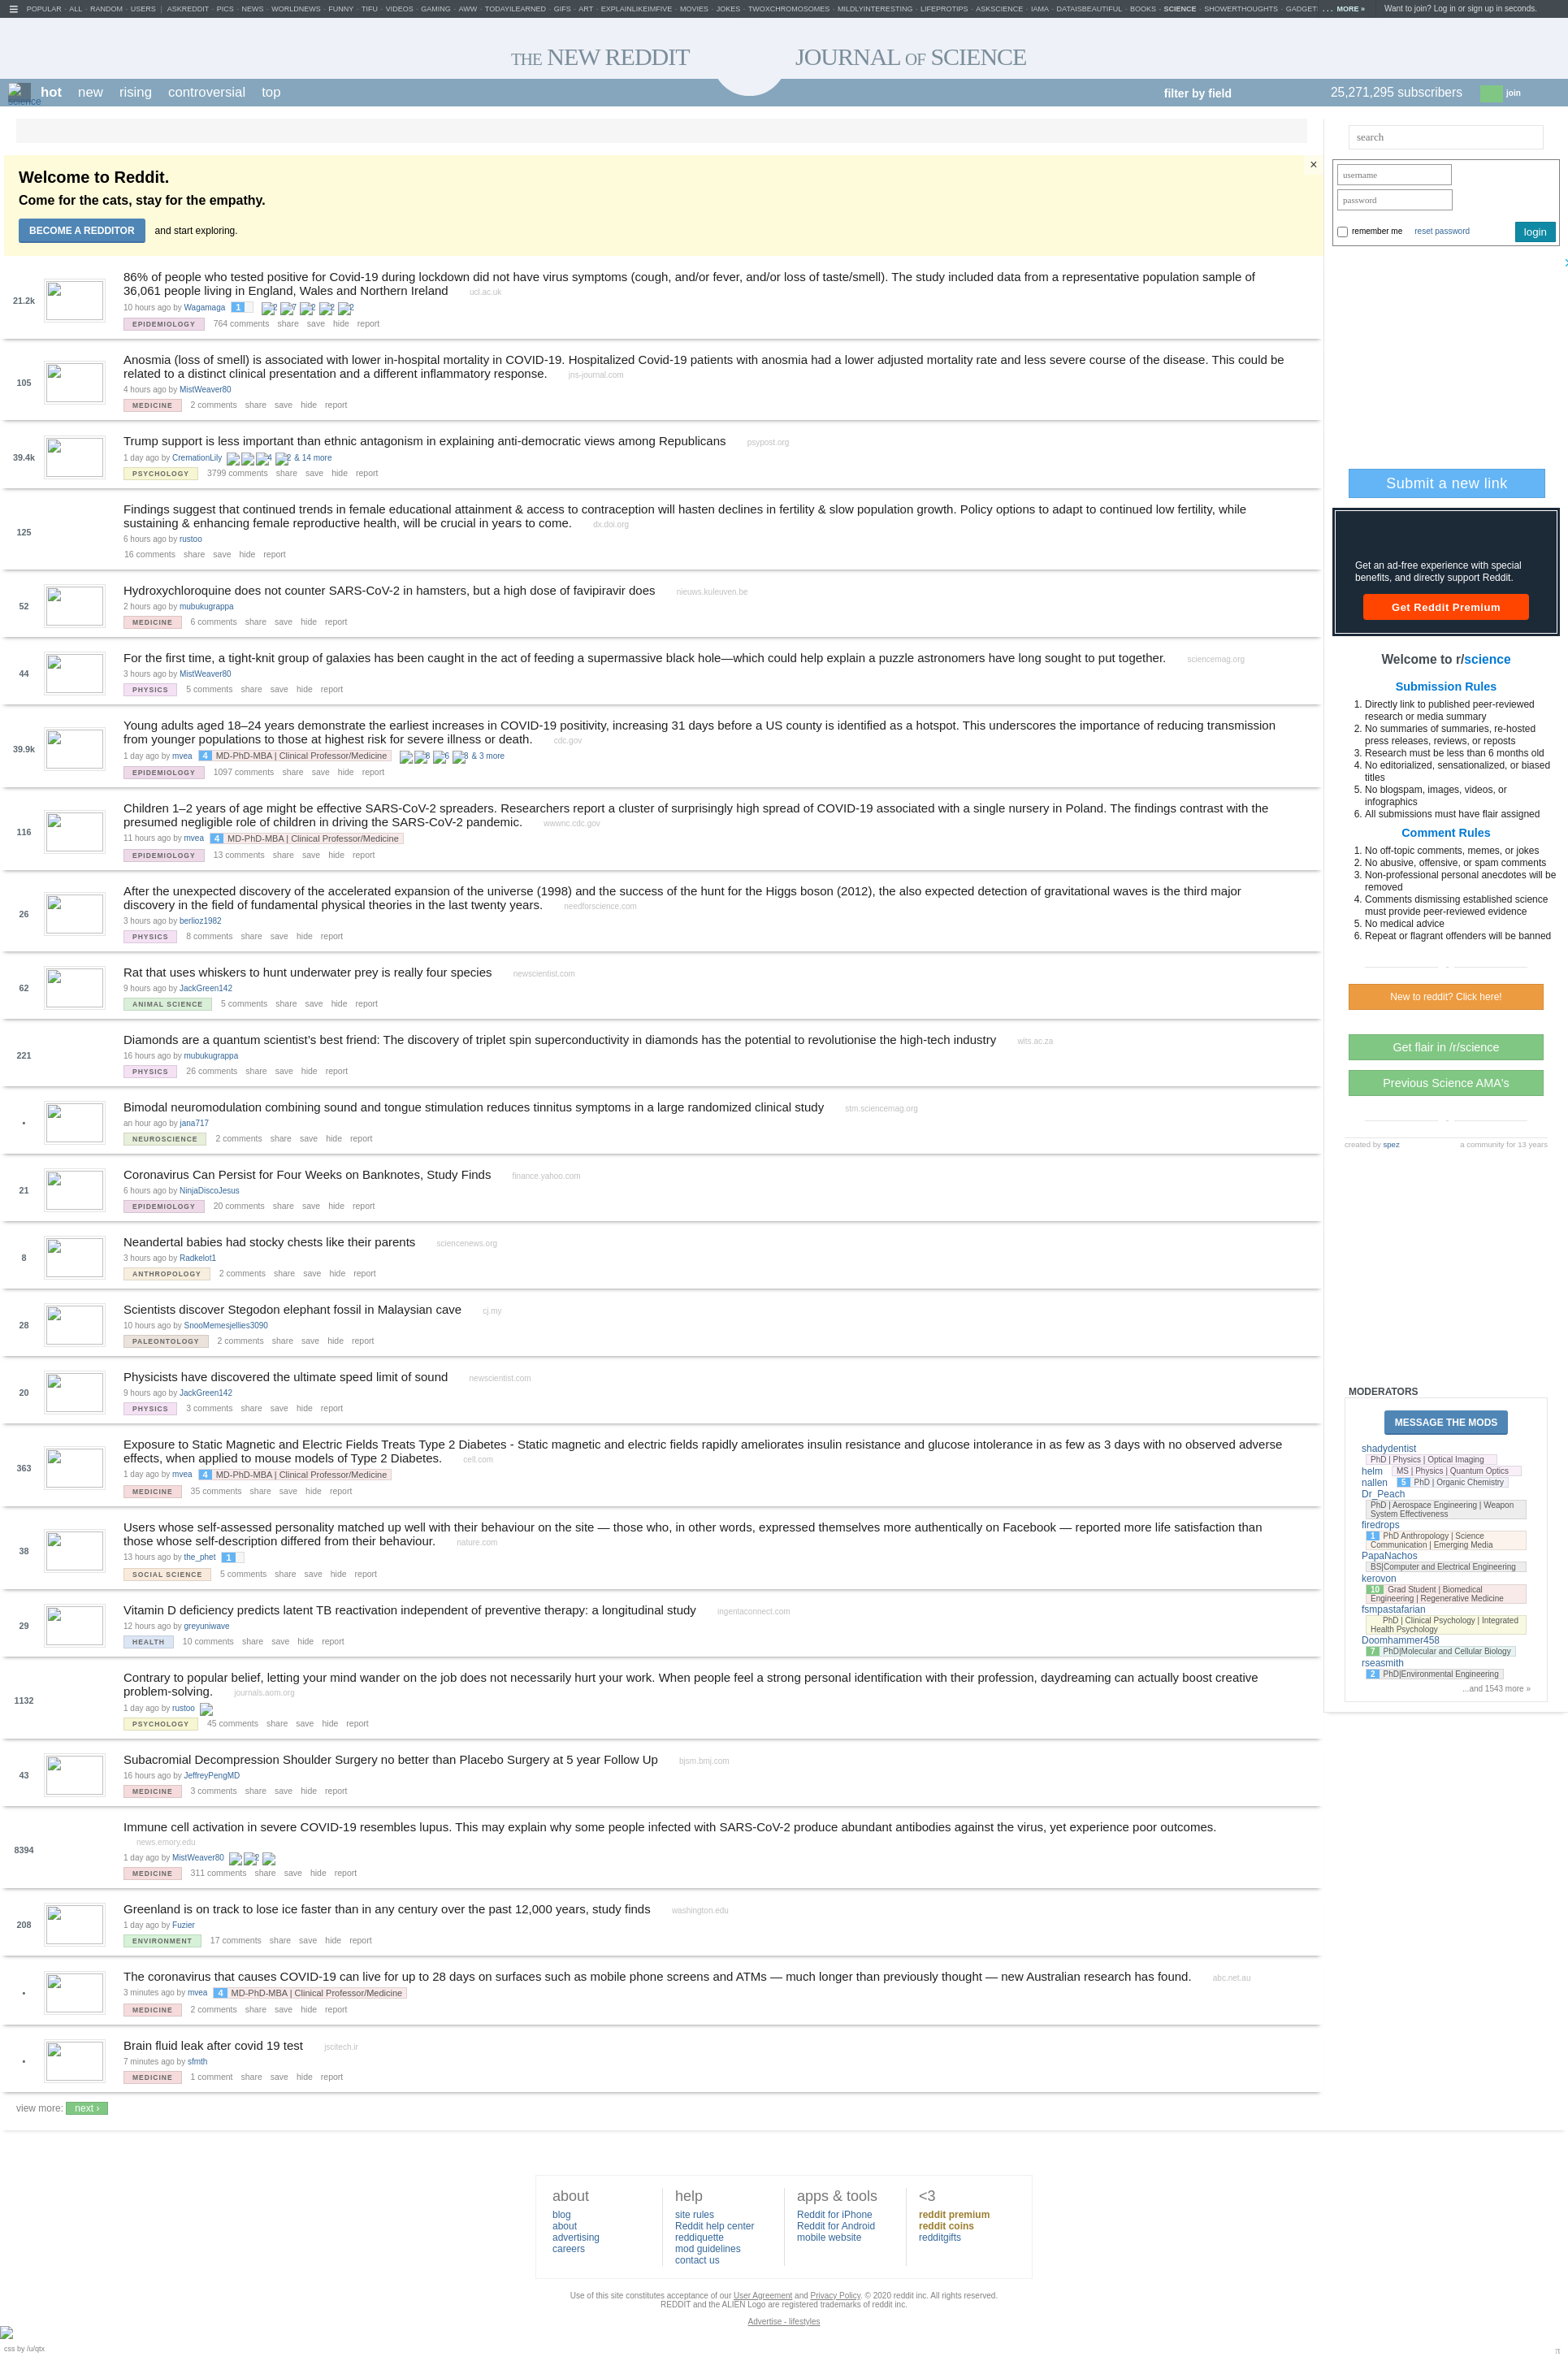 ≡ POPULAR - ALL - RANDOM - USERS | ASKREDDIT - PICS - NEWS - WORLDNEWS - FUNNY - TIFU - VIDEOS - GAMING - AWW - TODAYILEARNED - GIFS - ART - EXPLAINLIKEIMFIVE - MOVIES - JOKES - TWOXCHROMOSOMES - MILDLYINTERESTING - LIFEPROTIPS - ASKSCIENCE - IAMA - DATAISBEAUTIFUL - BOOKS - SCIENCE - SHOWERTHOUGHTS - GADGET ... MORE » Want to join? Log in or sign up in seconds.
THE NEW REDDIT JOURNAL OF SCIENCE
science hot new rising controversial top filter by field 25,271,295 subscribers join
search
×
Welcome to Reddit.
Come for the cats, stay for the empathy.
BECOME A REDDITOR and start exploring.
username
password
remember me reset password login
21.2k
86% of people who tested positive for Covid-19 during lockdown did not have virus symptoms (cough, and/or fever, and/or loss of taste/smell). The study included data from a representative population sample of
36,061 people living in England, Wales and Northern Ireland ucl.ac.uk
10 hours ago by Wagamaga 1 2 7 2 2 2
EPIDEMIOLOGY 764 comments share save hide report
105
Anosmia (loss of smell) is associated with lower in-hospital mortality in COVID-19. Hospitalized Covid-19 patients with anosmia had a lower adjusted mortality rate and less severe course of the disease. This could be
related to a distinct clinical presentation and a different inflammatory response. jns-journal.com
4 hours ago by MistWeaver80
MEDICINE 2 comments share save hide report
39.4k
Trump support is less important than ethnic antagonism in explaining anti-democratic views among Republicans psypost.org
1 day ago by CremationLily 4 2 & 14 more
PSYCHOLOGY 3799 comments share save hide report
125
Findings suggest that continued trends in female educational attainment & access to contraception will hasten declines in fertility & slow population growth. Policy options to adapt to continued low fertility, while
sustaining & enhancing female reproductive health, will be crucial in years to come. dx.doi.org
6 hours ago by rustoo
16 comments share save hide report
52
Hydroxychloroquine does not counter SARS-CoV-2 in hamsters, but a high dose of favipiravir does nieuws.kuleuven.be
2 hours ago by mubukugrappa
MEDICINE 6 comments share save hide report
44
For the first time, a tight-knit group of galaxies has been caught in the act of feeding a supermassive black hole—which could help explain a puzzle astronomers have long sought to put together. sciencemag.org
3 hours ago by MistWeaver80
PHYSICS 5 comments share save hide report
39.9k
Young adults aged 18–24 years demonstrate the earliest increases in COVID-19 positivity, increasing 31 days before a US county is identified as a hotspot. This underscores the importance of reducing transmission
from younger populations to those at highest risk for severe illness or death. cdc.gov
1 day ago by mvea 4 MD-PhD-MBA | Clinical Professor/Medicine 3 6 3 & 3 more
EPIDEMIOLOGY 1097 comments share save hide report
116
Children 1–2 years of age might be effective SARS-CoV-2 spreaders. Researchers report a cluster of surprisingly high spread of COVID-19 associated with a single nursery in Poland. The findings contrast with the
presumed negligible role of children in driving the SARS-CoV-2 pandemic. wwwnc.cdc.gov
11 hours ago by mvea 4 MD-PhD-MBA | Clinical Professor/Medicine
EPIDEMIOLOGY 13 comments share save hide report
26
After the unexpected discovery of the accelerated expansion of the universe (1998) and the success of the hunt for the Higgs boson (2012), the also expected detection of gravitational waves is the third major
discovery in the field of fundamental physical theories in the last twenty years. needforscience.com
3 hours ago by berlioz1982
PHYSICS 8 comments share save hide report
62
Rat that uses whiskers to hunt underwater prey is really four species newscientist.com
9 hours ago by JackGreen142
ANIMAL SCIENCE 5 comments share save hide report
221
Diamonds are a quantum scientist's best friend: The discovery of triplet spin superconductivity in diamonds has the potential to revolutionise the high-tech industry wits.ac.za
16 hours ago by mubukugrappa
PHYSICS 26 comments share save hide report
•
Bimodal neuromodulation combining sound and tongue stimulation reduces tinnitus symptoms in a large randomized clinical study stm.sciencemag.org
an hour ago by jana717
NEUROSCIENCE 2 comments share save hide report
21
Coronavirus Can Persist for Four Weeks on Banknotes, Study Finds finance.yahoo.com
6 hours ago by NinjaDiscoJesus
EPIDEMIOLOGY 20 comments share save hide report
8
Neandertal babies had stocky chests like their parents sciencenews.org
3 hours ago by Radkelot1
ANTHROPOLOGY 2 comments share save hide report
28
Scientists discover Stegodon elephant fossil in Malaysian cave cj.my
10 hours ago by SnooMemesjellies3090
PALEONTOLOGY 2 comments share save hide report
20
Physicists have discovered the ultimate speed limit of sound newscientist.com
9 hours ago by JackGreen142
PHYSICS 3 comments share save hide report
363
Exposure to Static Magnetic and Electric Fields Treats Type 2 Diabetes - Static magnetic and electric fields rapidly ameliorates insulin resistance and glucose intolerance in as few as 3 days with no observed adverse
effects, when applied to mouse models of Type 2 Diabetes. cell.com
1 day ago by mvea 4 MD-PhD-MBA | Clinical Professor/Medicine
MEDICINE 35 comments share save hide report
38
Users whose self-assessed personality matched up well with their behaviour on the site — those who, in other words, expressed themselves more authentically on Facebook — reported more life satisfaction than
those whose self-description differed from their behaviour. nature.com
13 hours ago by the_phet 1
SOCIAL SCIENCE 5 comments share save hide report
29
Vitamin D deficiency predicts latent TB reactivation independent of preventive therapy: a longitudinal study ingentaconnect.com
12 hours ago by greyuniwave
HEALTH 10 comments share save hide report
1132
Contrary to popular belief, letting your mind wander on the job does not necessarily hurt your work. When people feel a strong personal identification with their profession, daydreaming can actually boost creative
problem-solving. journals.aom.org
1 day ago by rustoo
PSYCHOLOGY 45 comments share save hide report
43
Subacromial Decompression Shoulder Surgery no better than Placebo Surgery at 5 year Follow Up bjsm.bmj.com
16 hours ago by JeffreyPengMD
MEDICINE 3 comments share save hide report
8394
Immune cell activation in severe COVID-19 resembles lupus. This may explain why some people infected with SARS-CoV-2 produce abundant antibodies against the virus, yet experience poor outcomes.
news.emory.edu
1 day ago by MistWeaver80 2
MEDICINE 311 comments share save hide report
208
Greenland is on track to lose ice faster than in any century over the past 12,000 years, study finds washington.edu
1 day ago by Fuzier
ENVIRONMENT 17 comments share save hide report
•
The coronavirus that causes COVID-19 can live for up to 28 days on surfaces such as mobile phone screens and ATMs — much longer than previously thought — new Australian research has found. abc.net.au
3 minutes ago by mvea 4 MD-PhD-MBA | Clinical Professor/Medicine
MEDICINE 2 comments share save hide report
•
Brain fluid leak after covid 19 test jscitech.ir
7 minutes ago by sfmth
MEDICINE 1 comment share save hide report
view more: next ›
Submit a new link
Get an ad-free experience with special
benefits, and directly support Reddit.
Get Reddit Premium
Welcome to r/science
Submission Rules
1. Directly link to published peer-reviewed
research or media summary
2. No summaries of summaries, re-hosted
press releases, reviews, or reposts
3. Research must be less than 6 months old
4. No editorialized, sensationalized, or biased
titles
5. No blogspam, images, videos, or
infographics
6. All submissions must have flair assigned
Comment Rules
1. No off-topic comments, memes, or jokes
2. No abusive, offensive, or spam comments
3. Non-professional personal anecdotes will be
removed
4. Comments dismissing established science
must provide peer-reviewed evidence
5. No medical advice
6. Repeat or flagrant offenders will be banned
New to reddit? Click here!
Get flair in /r/science
Previous Science AMA's
created by spez a community for 13 years
MODERATORS
MESSAGE THE MODS
shadydentist
PhD | Physics | Optical Imaging
helm MS | Physics | Quantum Optics
nallen 5 PhD | Organic Chemistry
Dr_Peach
PhD | Aerospace Engineering | Weapon
System Effectiveness
firedrops
1 PhD Anthropology | Science
Communication | Emerging Media
PapaNachos
BS|Computer and Electrical Engineering
kerovon
10 Grad Student | Biomedical
Engineering | Regenerative Medicine
fsmpastafarian
PhD | Clinical Psychology | Integrated
Health Psychology
Doomhammer458
7 PhD|Molecular and Cellular Biology
rseasmith
2 PhD|Environmental Engineering
...and 1543 more »
about
blog
about
advertising
careers
help
site rules
Reddit help center
reddiquette
mod guidelines
contact us
apps & tools
Reddit for iPhone
Reddit for Android
mobile website
<3
reddit premium
reddit coins
redditgifts
Use of this site constitutes acceptance of our User Agreement and Privacy Policy. © 2020 reddit inc. All rights reserved.
REDDIT and the ALIEN Logo are registered trademarks of reddit inc.
Advertise - lifestyles
css by /u/qtx
π